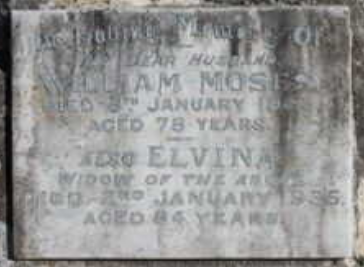 In Loving Memory Of
My Dear Husband
William Moses
Died 8th January
Aged 78 Years.
Also Elvina
Widow of the Above
Died January 1935.
Aged 84 Years.